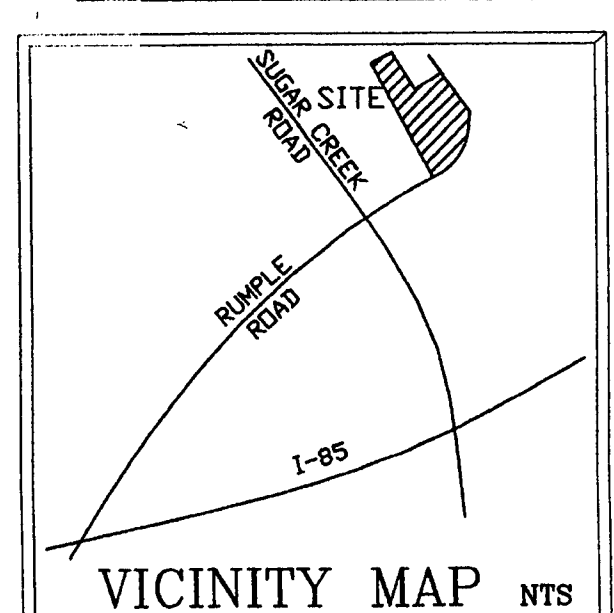 SUGAR CREEK
ROAD
SITE
RUMPLE
ROAD
I-85
VICINITY MAP NTS